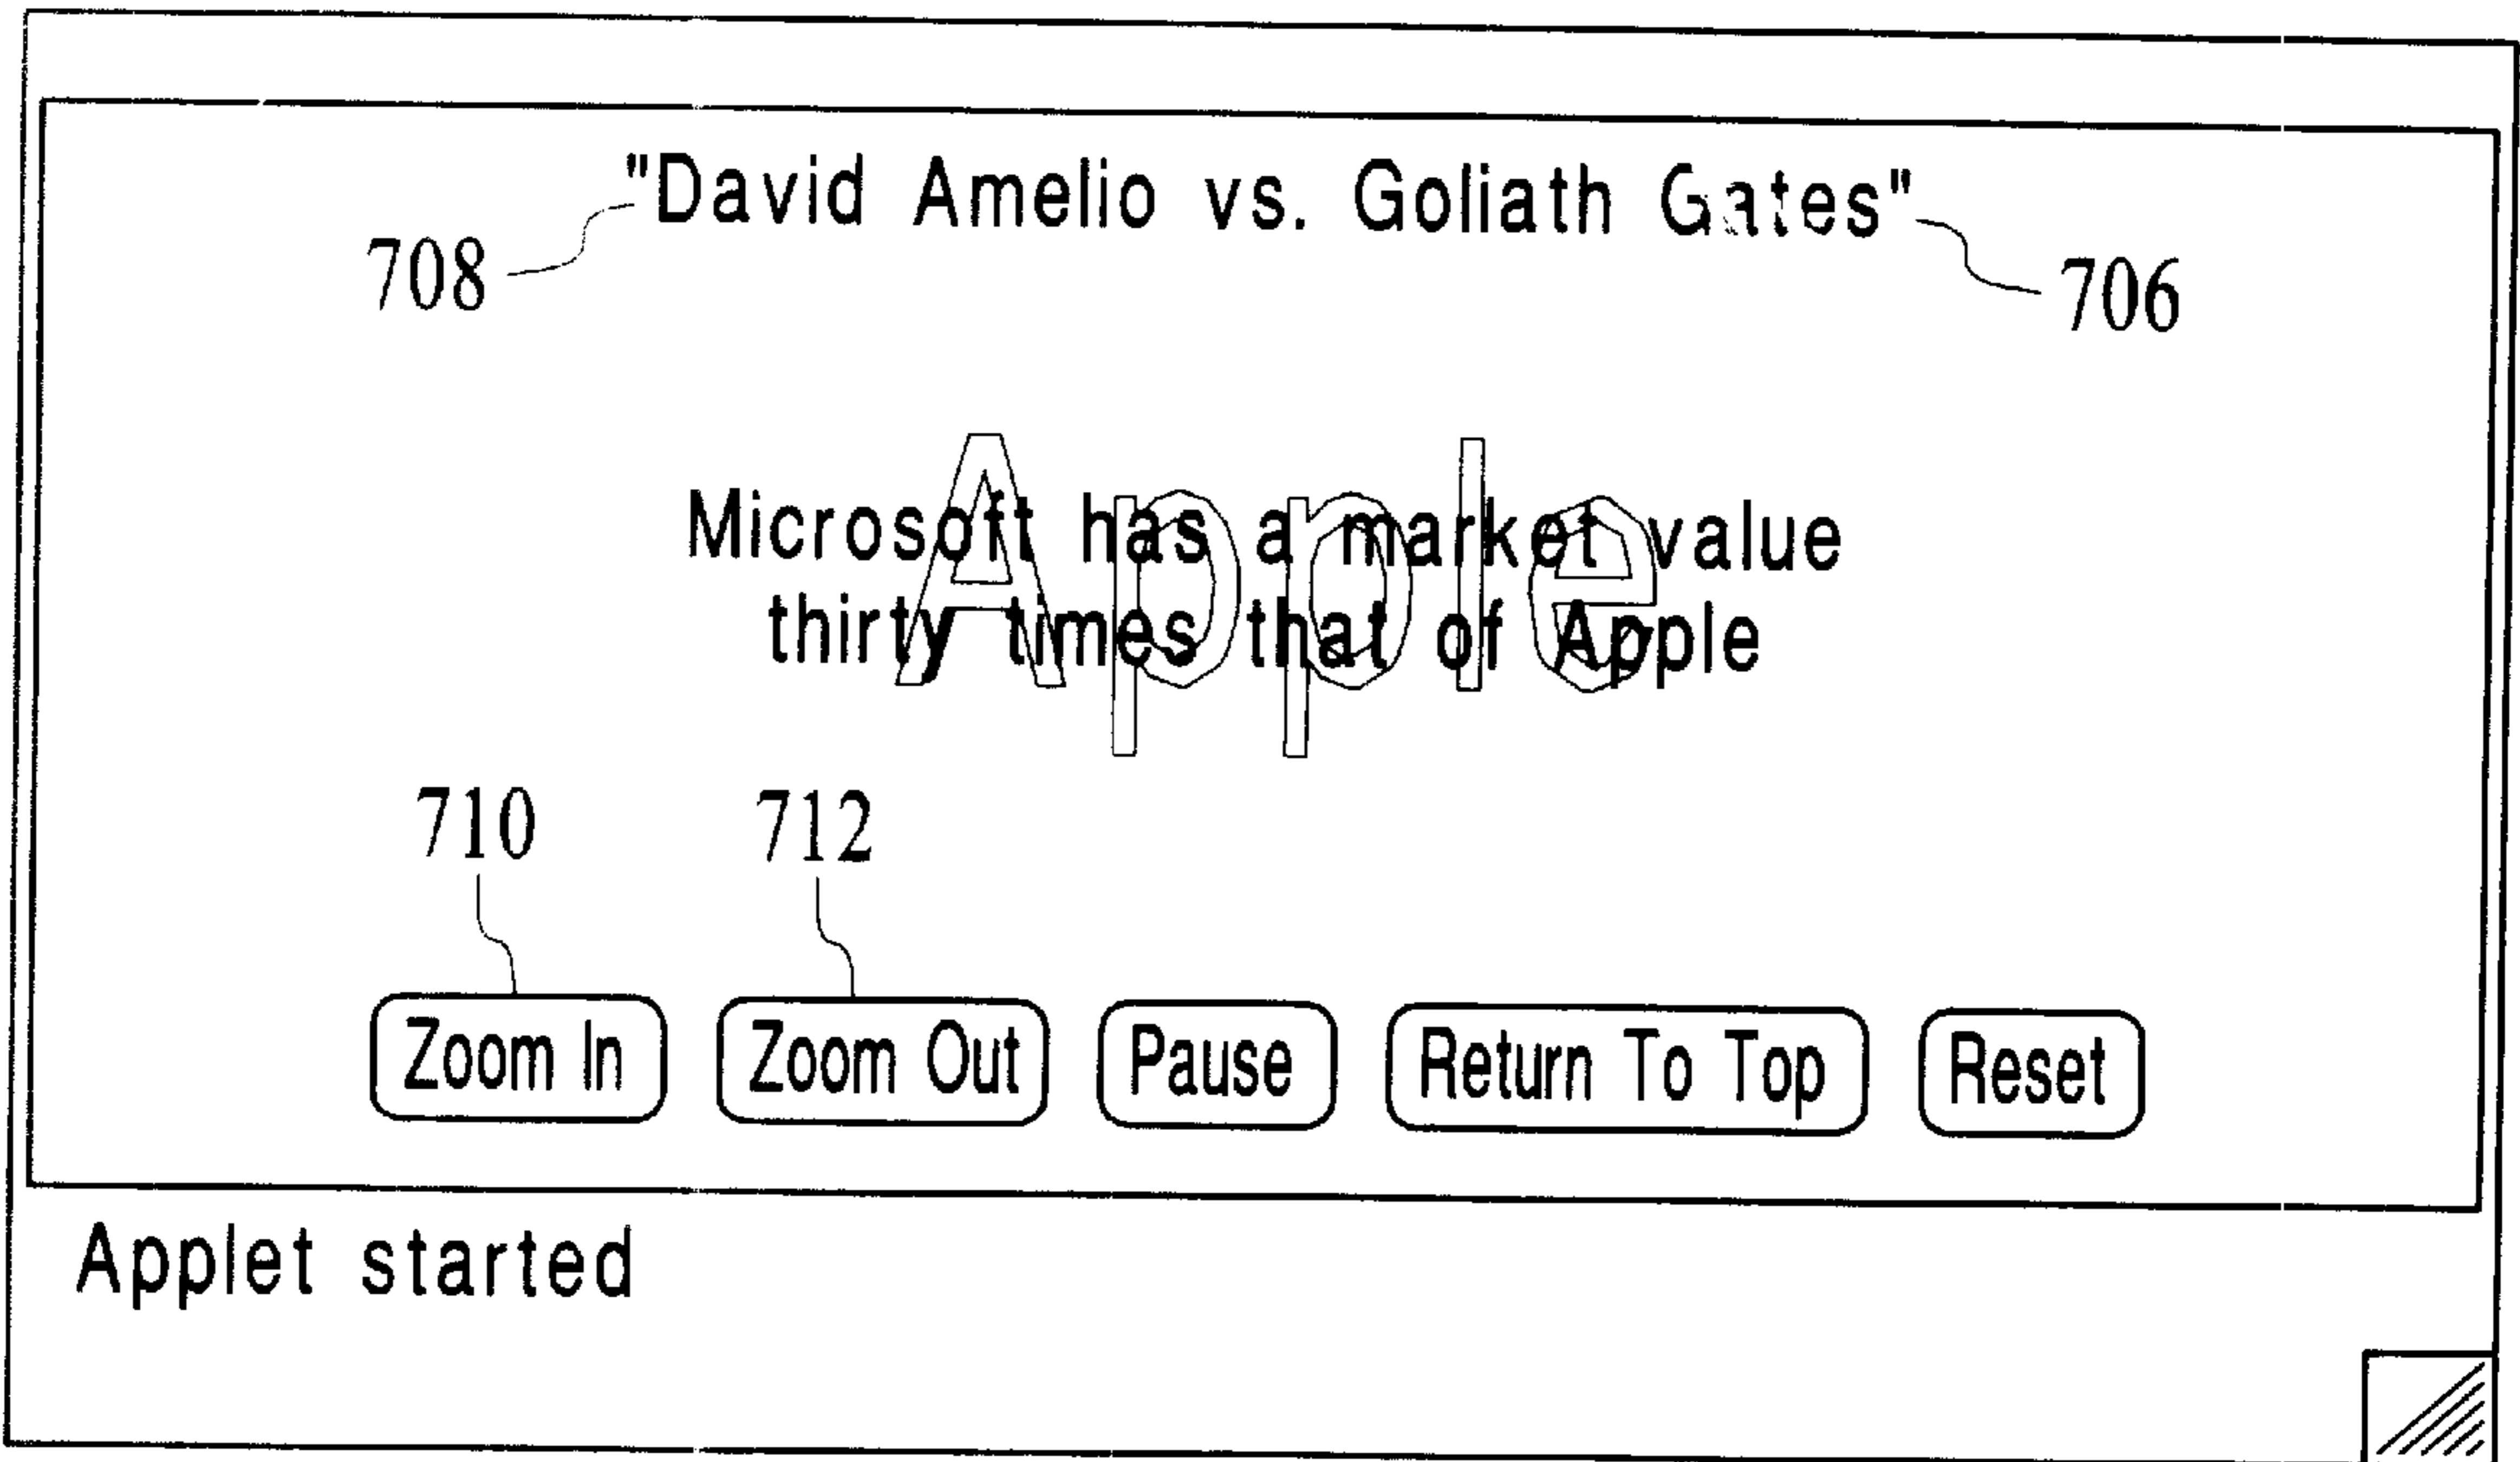 "David Amelio vs. Goliath Gates"
708
706
Apple
Microsoft has a market value
thirty times that of Apple
710
712
Zoom In
Zoom Out
Pause
Return To Top
Reset
Applet started